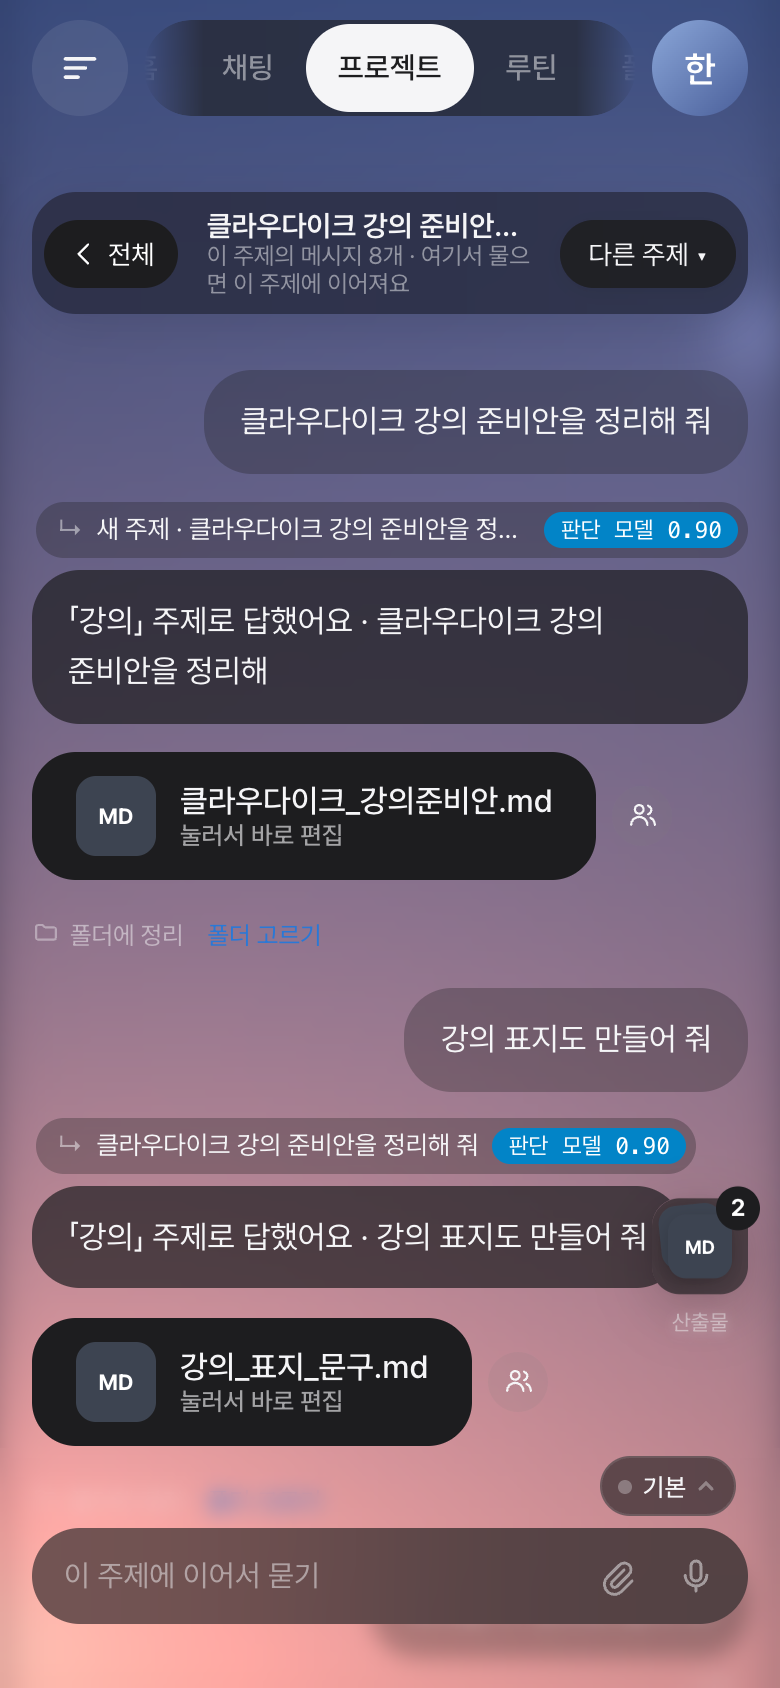 채팅
프로젝트
루틴
한
전체
클라우다이크 강의 준비안...
이 주제의 메시지 8개 · 여기서 물으
면 이 주제에 이어져요
다른 주제 ▾
클라우다이크 강의 준비안을 정리해 줘
새 주제 · 클라우다이크 강의 준비안을 정...
판단 모델 0.90
「강의」 주제로 답했어요 · 클라우다이크 강의
준비안을 정리해
MD
클라우다이크_강의준비안.md
눌러서 바로 편집
폴더에 정리
폴더 고르기
강의 표지도 만들어 줘
클라우다이크 강의 준비안을 정리해 줘
판단 모델 0.90
「강의」 주제로 답했어요 · 강의 표지도 만들어 줘
2
MD
산출물
MD
강의_표지_문구.md
눌러서 바로 편집
기본
이 주제에 이어서 묻기